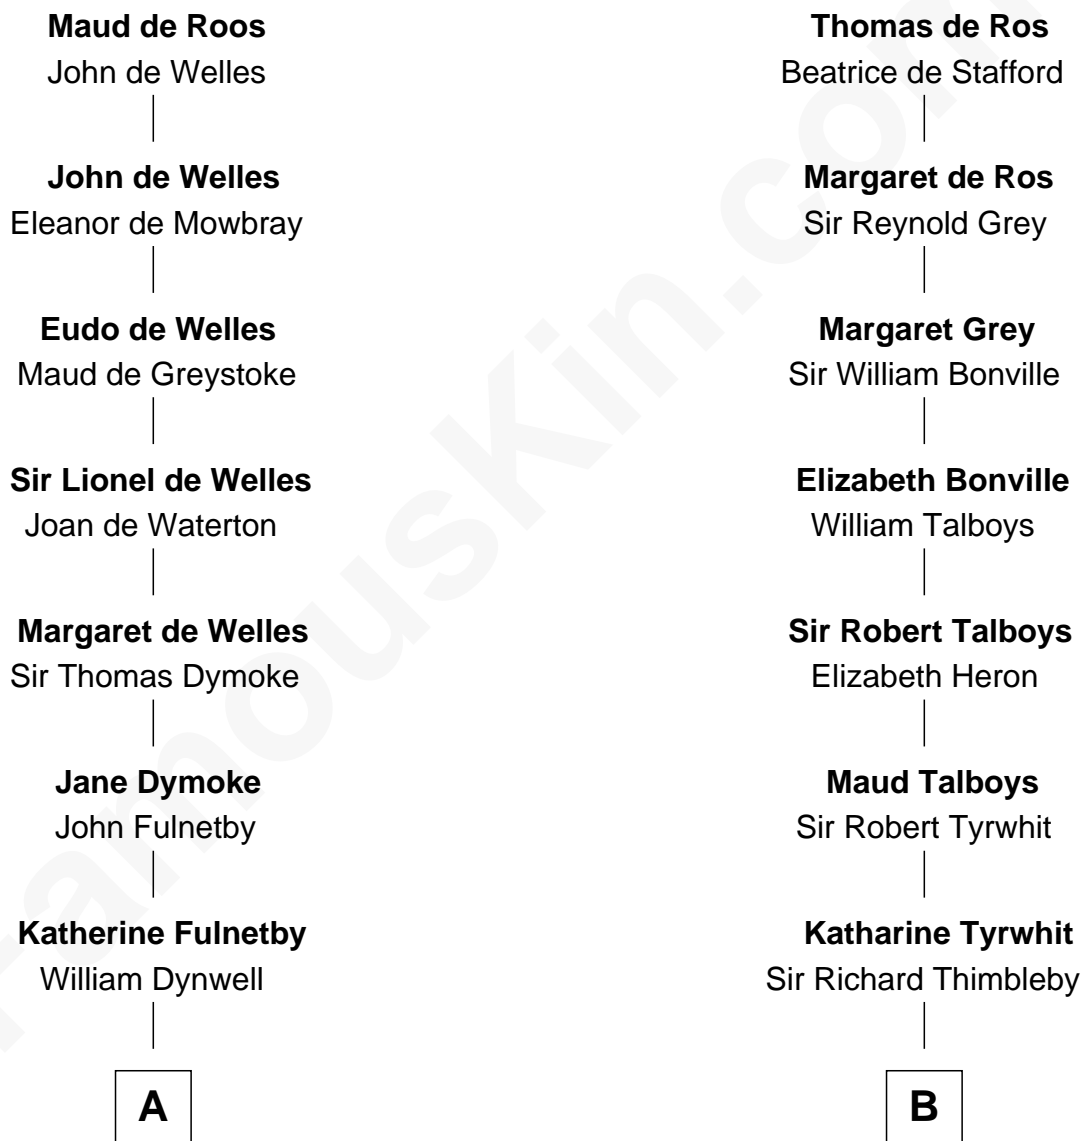 Maud de Roos
John de Welles
John de Welles
Eleanor de Mowbray
Eudo de Welles
Maud de Greystoke
Sir Lionel de Welles
Joan de Waterton
Margaret de Welles
Sir Thomas Dymoke
Jane Dymoke
John Fulnetby
Katherine Fulnetby
William Dynwell
A
Thomas de Ros
Beatrice de Stafford
Margaret de Ros
Sir Reynold Grey
Margaret Grey
Sir William Bonville
Elizabeth Bonville
William Talboys
Sir Robert Talboys
Elizabeth Heron
Maud Talboys
Sir Robert Tyrwhit
Katharine Tyrwhit
Sir Richard Thimbleby
B
FamousKin.com